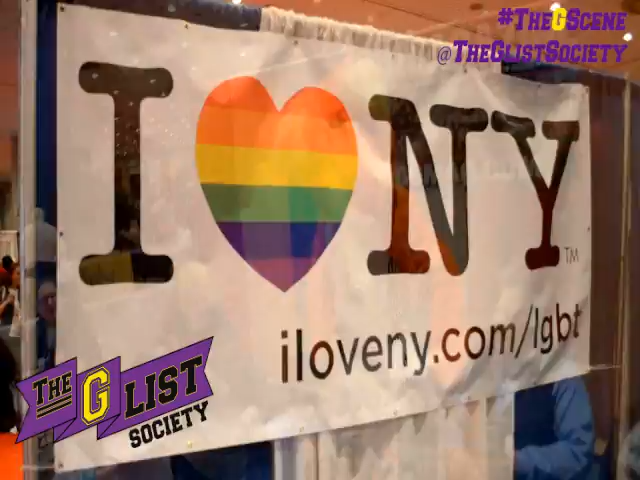 #TheGScene
@TheGlistSociety
I NY
TM
iloveny.com/lgbt
THE G LIST
SOCIETY